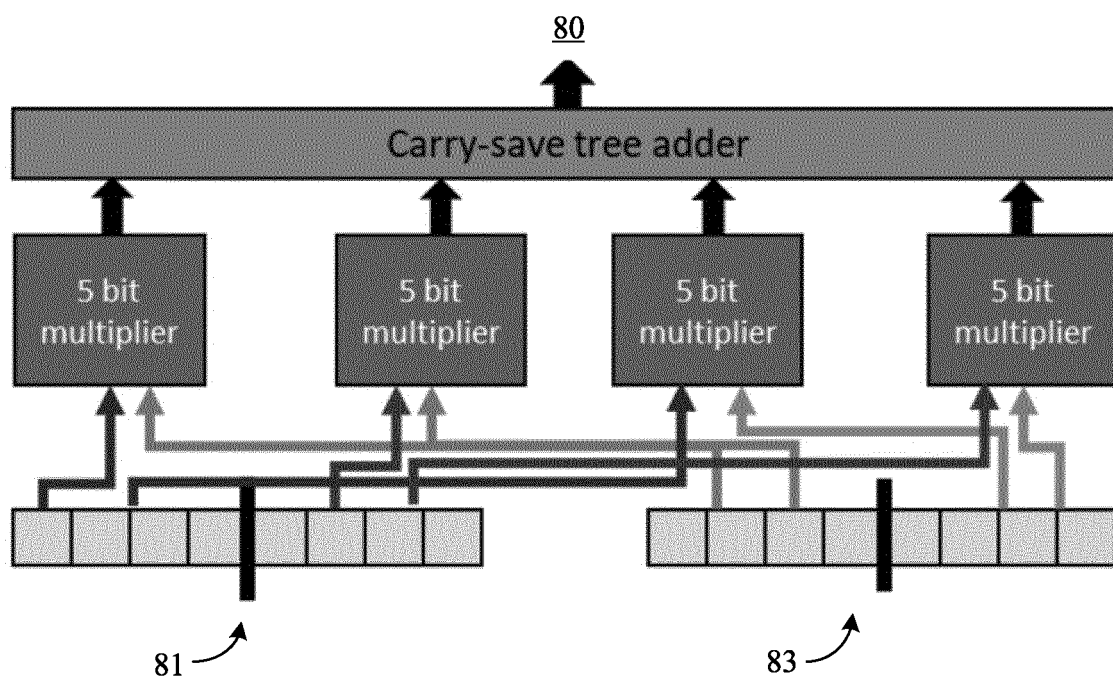 80
Carry-save tree adder
5 bit
multiplier
5 bit
multiplier
5 bit
multiplier
5 bit
multiplier
81
83